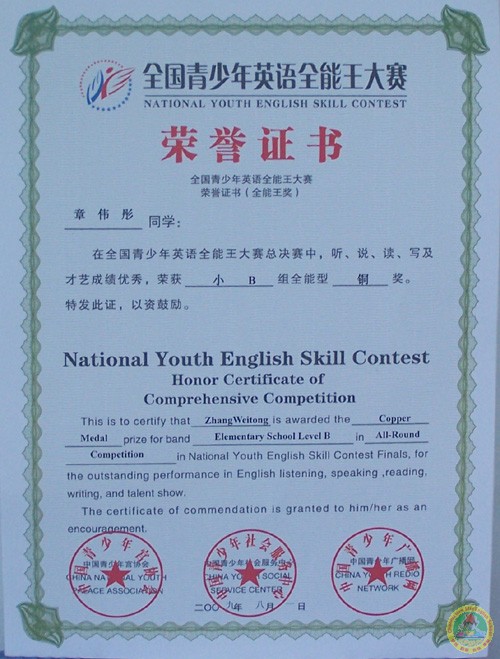 全国青少年英语全能王大赛
NATIONAL YOUTH ENGLISH SKILL CONTEST
荣誉证书
全国青少年英语全能王大赛
荣誉证书（全能王奖）
章伟彤 同学：
在全国青少年英语全能王大赛总决赛中，听、说、读、写及
才艺成绩优秀，荣获 小 B 组全能型 铜 奖。
特发此证，以资鼓励。
National Youth English Skill Contest
Honor Certificate of
Comprehensive Competition
This is to certify that ZhangWeitong is awarded the Copper
Medal prize for band Elementary School Level B in All-Round
Competition in National Youth English Skill Contest Finals, for
the outstanding performance in English listening, speaking ,reading,
writing, and talent show.
The certificate of commendation is granted to him/her as an
encouragement.
中国青少年宫协会 中国青少年社会服务中心 中国青少年广播网
CHINA NATIONAL YOUTH CHINA YOUTH SOCIAL CHINA YOUTH REDIO
PALACE ASSOCIATION SERVICE CENTER NETWORK
二〇〇九年八月 日